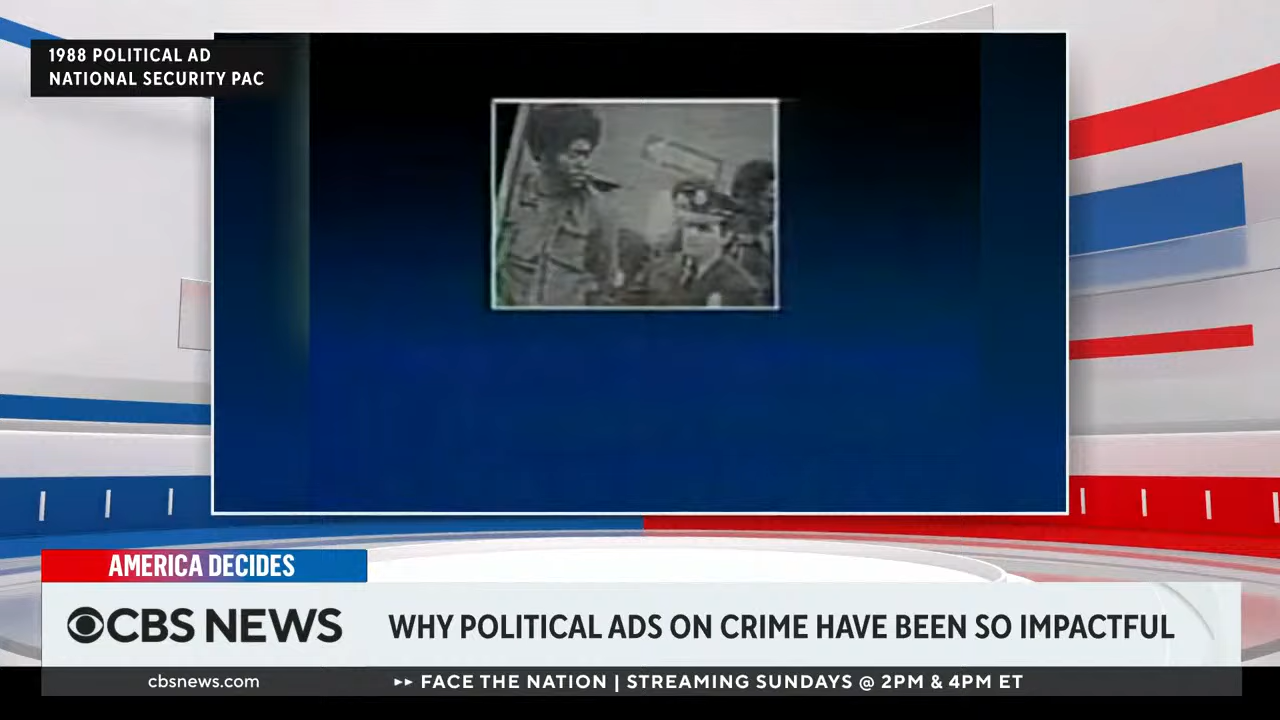 1988 POLITICAL AD
NATIONAL SECURITY PAC
AMERICA DECIDES
CBS NEWS
WHY POLITICAL ADS ON CRIME HAVE BEEN SO IMPACTFUL
cbsnews.com
FACE THE NATION | STREAMING SUNDAYS @ 2PM & 4PM ET